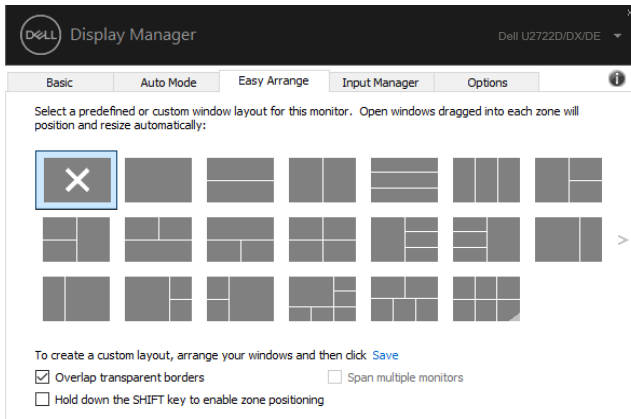 DELL Display Manager
Dell U2722D/DX/DE
Basic Auto Mode Easy Arrange Input Manager Options
Select a predefined or custom window layout for this monitor. Open windows dragged into each zone will
position and resize automatically:
To create a custom layout, arrange your windows and then click Save
Overlap transparent borders
Span multiple monitors
Hold down the SHIFT key to enable zone positioning